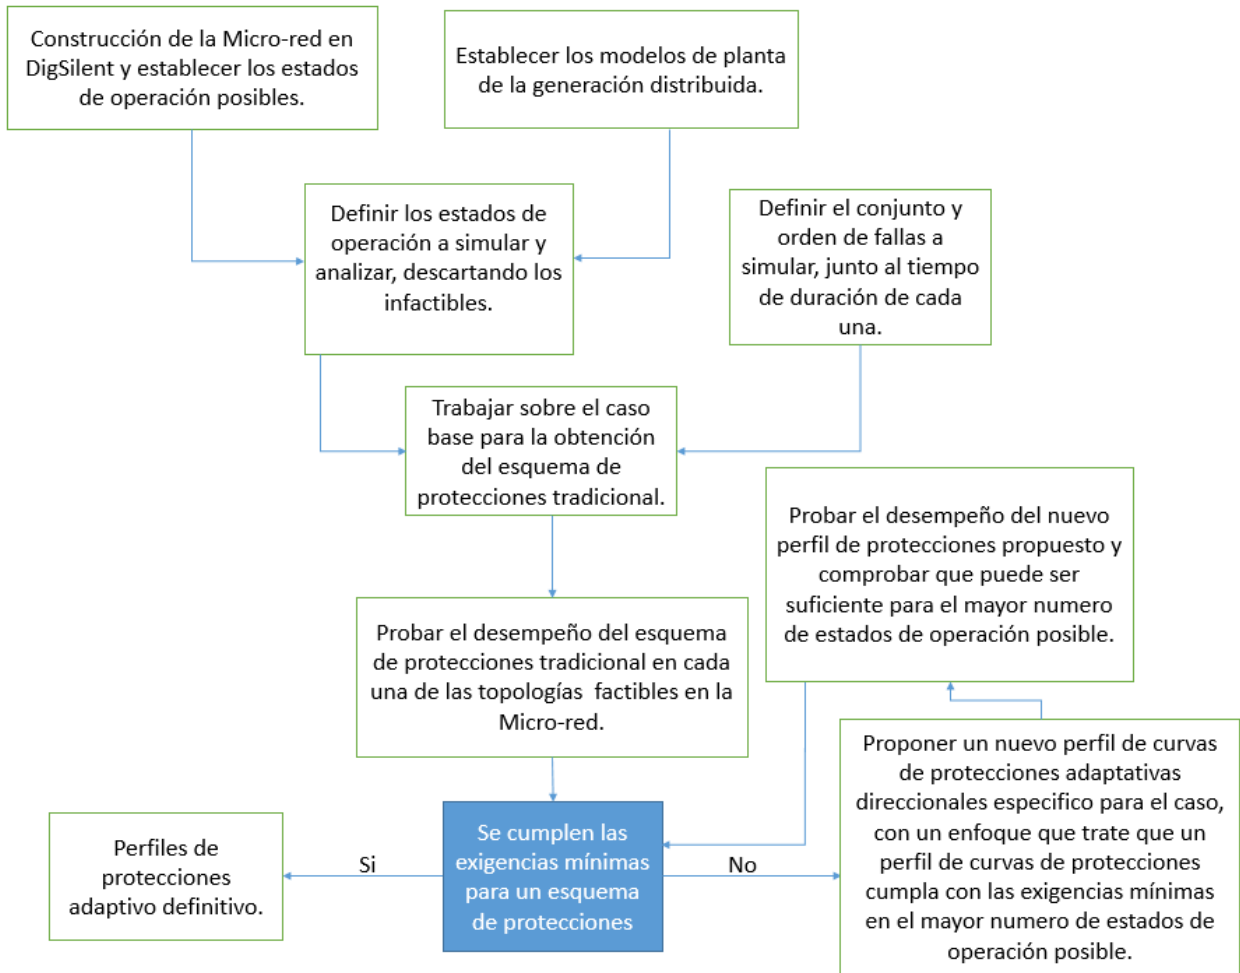 Construcción de la Micro-red en
DigSilent y establecer los estados
de operación posibles.
Establecer los modelos de planta
de la generación distribuida.
Definir los estados de
operación a simular y
analizar, descartando los
infactibles.
Definir el conjunto y
orden de fallas a
simular, junto al tiempo
de duración de cada
una.
Trabajar sobre el caso
base para la obtención
del esquema de
protecciones tradicional.
Probar el desempeño del nuevo
perfil de protecciones propuesto y
comprobar que puede ser
suficiente para el mayor numero
de estados de operación posible.
Probar el desempeño del esquema
de protecciones tradicional en cada
una de las topologías factibles en la
Micro-red.
Proponer un nuevo perfil de curvas
de protecciones adaptativas
direccionales especifico para el caso,
con un enfoque que trate que un
perfil de curvas de protecciones
cumpla con las exigencias mínimas
en el mayor numero de estados de
operación posible.
Se cumplen las
exigencias mínimas
para un esquema
de protecciones
Si
No
Perfiles de
protecciones
adaptivo definitivo.